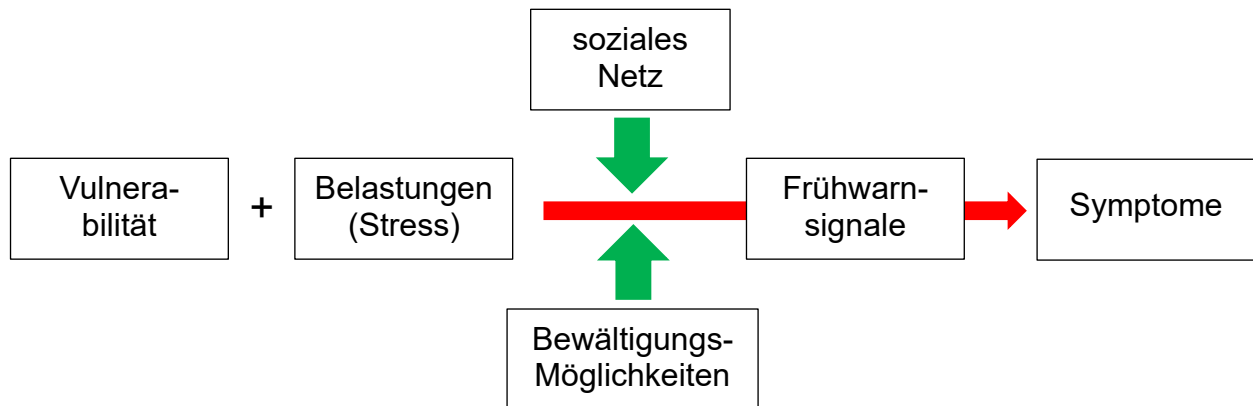 soziales
Netz
Vulnera-
bilität
+
Belastungen
(Stress)
Frühwarn-
signale
Symptome
Bewältigungs-
Möglichkeiten